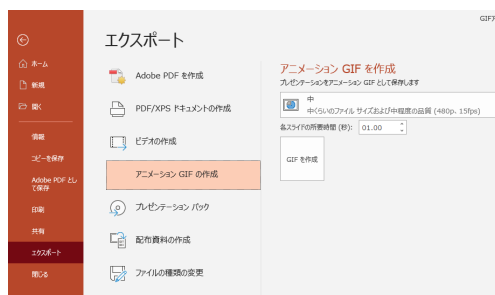 GIFア
エクスポート
ホーム
新規
開く
情報
コピーを保存
Adobe PDF とし
て保存
印刷
共有
エクスポート
閉じる
Adobe PDF を作成
PDF/XPS ドキュメントの作成
ビデオの作成
アニメーション GIF の作成
プレゼンテーション パック
配布資料の作成
ファイルの種類の変更
アニメーション GIF を作成
プレゼンテーションをアニメーション GIF として保存します
中
中くらいのファイル サイズおよび中程度の品質 (480p、15fps)
各スライドの所要時間 (秒): 01.00
GIF を作成